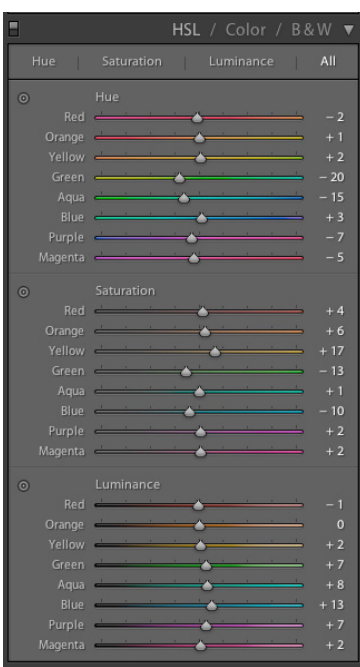 HSL / Color / B&W ▼
Hue | Saturation | Luminance | All
Hue
Red − 2
Orange + 1
Yellow + 2
Green − 20
Aqua − 15
Blue + 3
Purple − 7
Magenta − 5
Saturation
Red + 4
Orange + 6
Yellow + 17
Green − 13
Aqua + 1
Blue − 10
Purple + 2
Magenta + 2
Luminance
Red − 1
Orange 0
Yellow + 2
Green + 7
Aqua + 8
Blue + 13
Purple + 7
Magenta + 2